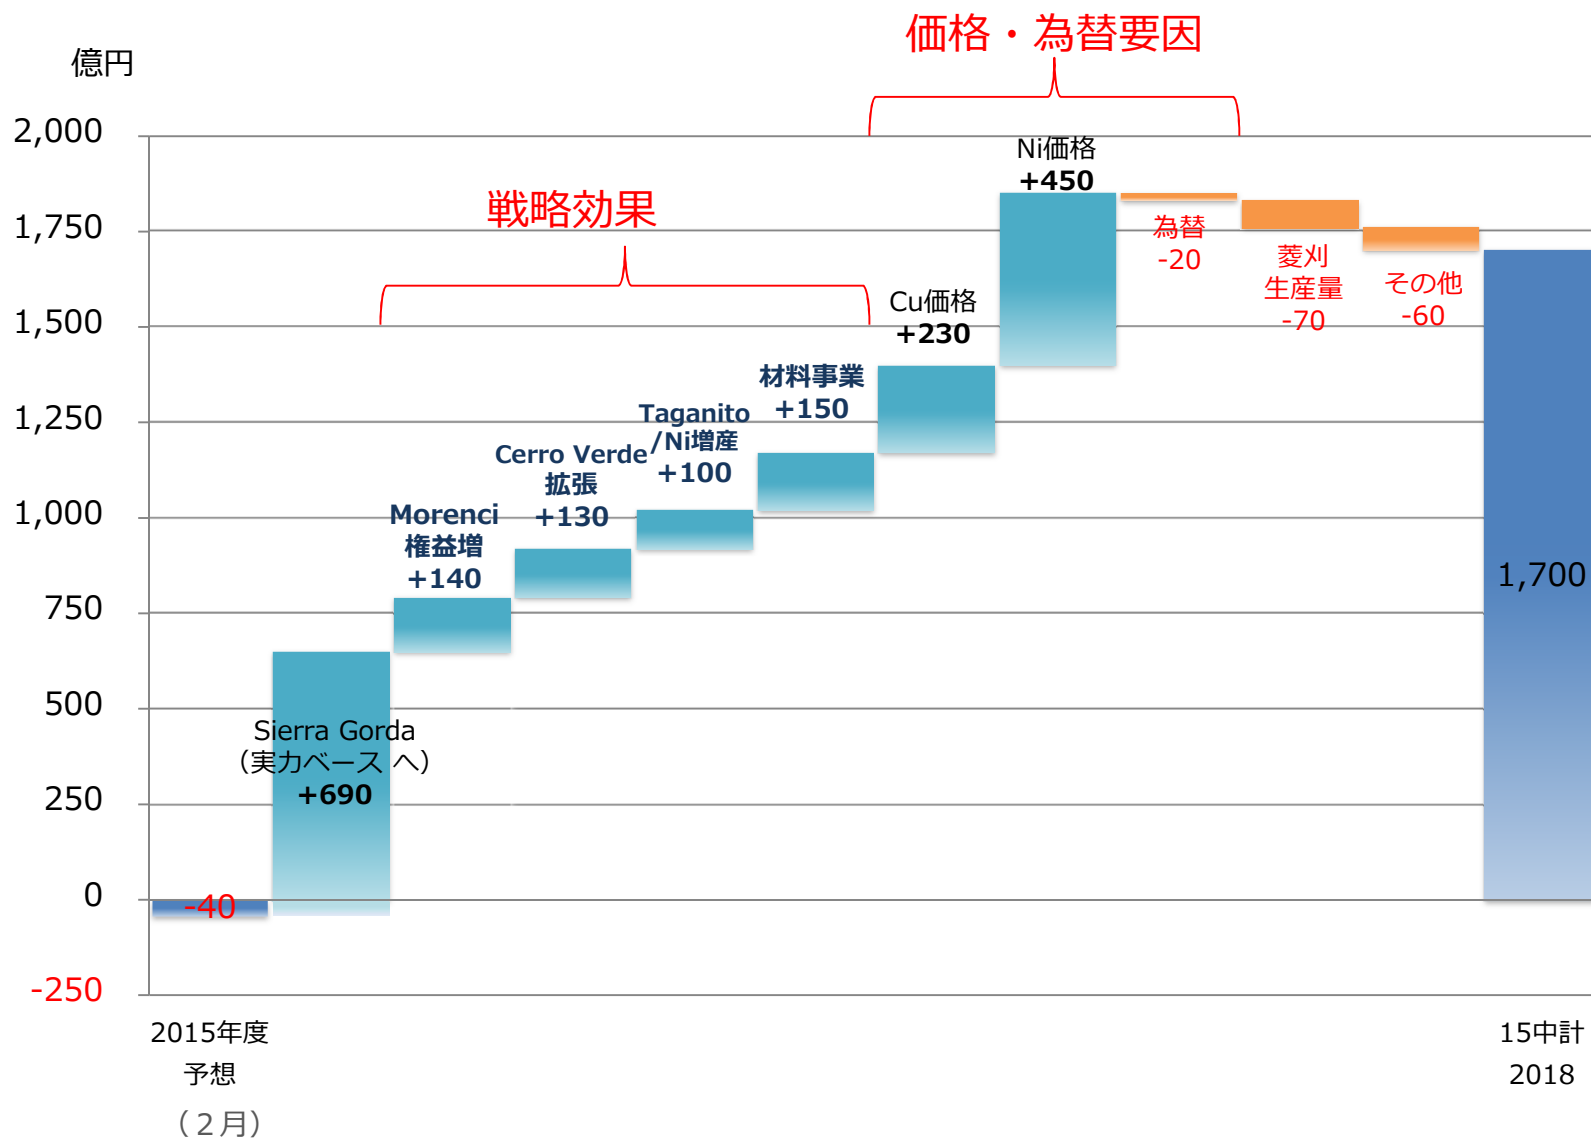 価格・為替要因
億円
2,000
1,750
1,500
1,250
1,000
750
500
250
0
-250
戦略効果
-40
Sierra Gorda
（実力ベース へ）
+690
Morenci
権益増
+140
Cerro Verde
拡張
+130
Taganito
/Ni増産
+100
材料事業
+150
Cu価格
+230
Ni価格
+450
為替
-20
菱刈
生産量
-70
その他
-60
1,700
2015年度
予想
（２月）
15中計
2018